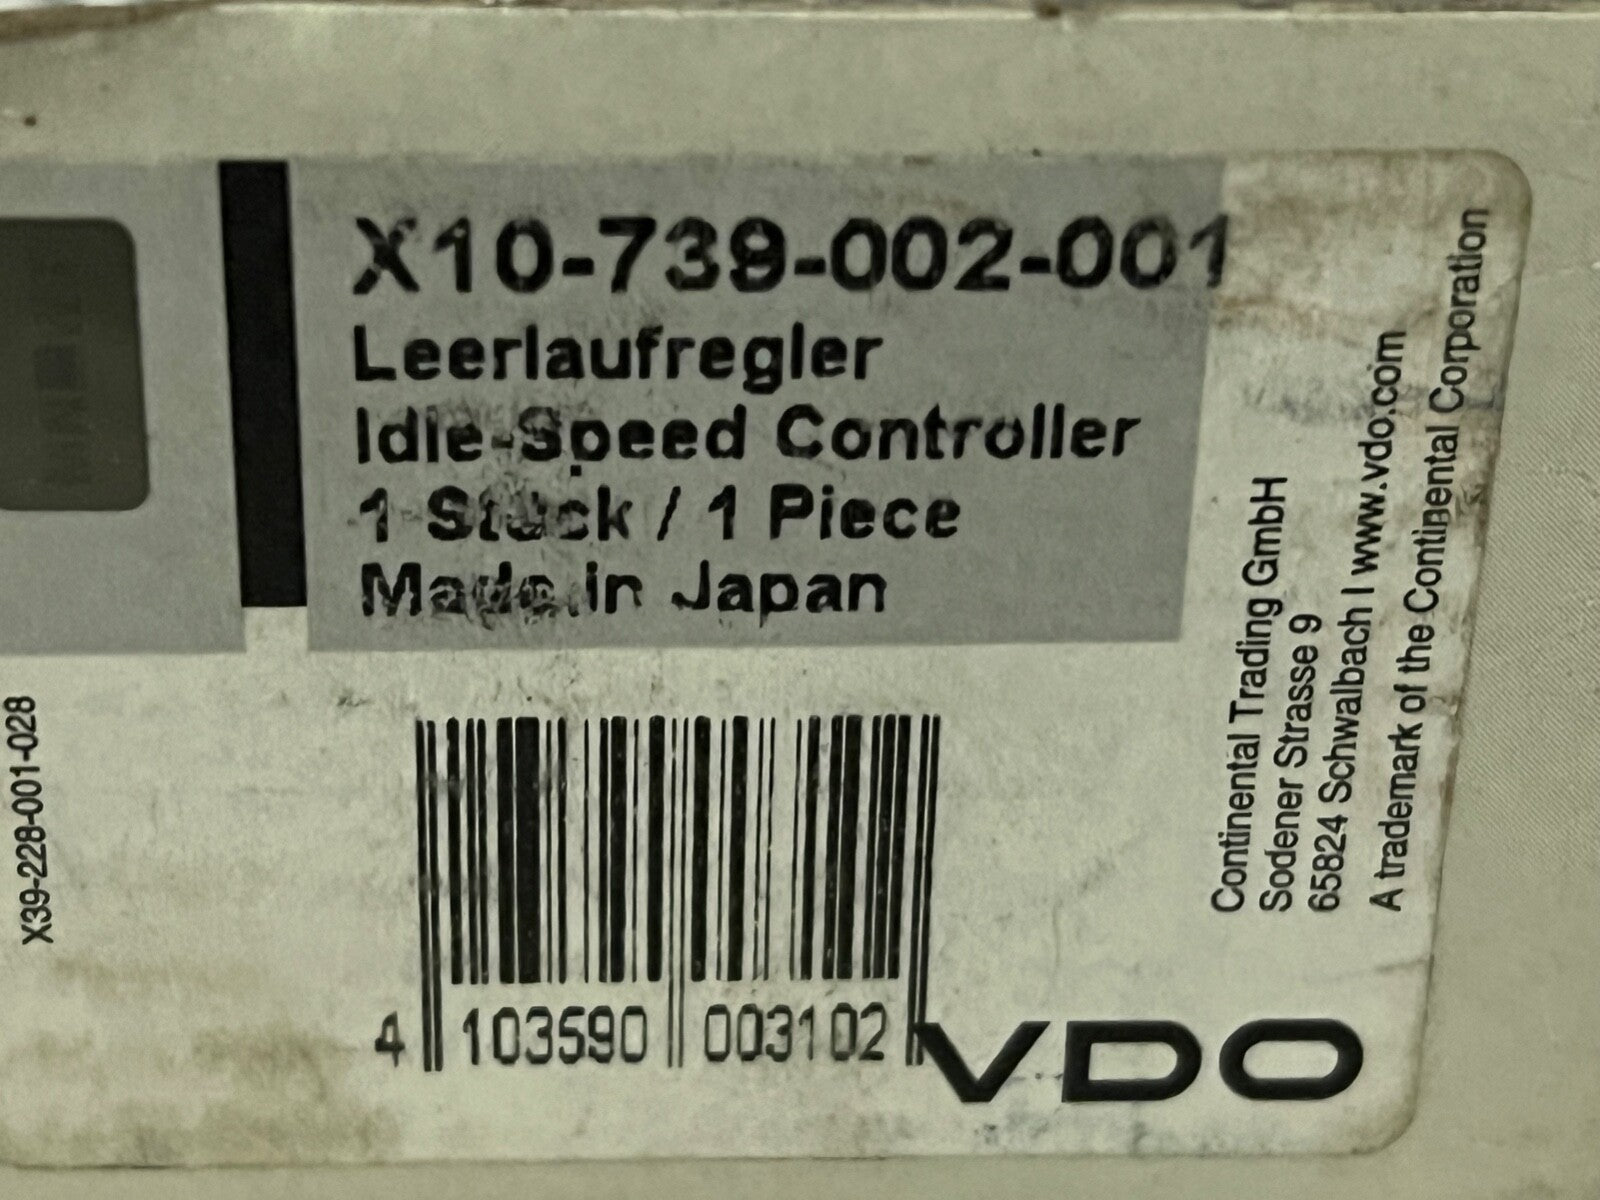 X10-739-002-001
Leerlaufregler
Idle-Speed Controller
1 Stück / 1 Piece
Made in Japan
X39-228-001-028
4 103590 003102
Continental Trading GmbH
Sodener Strasse 9
65824 Schwalbach I www.vdo.com
A trademark of the Continental Corporation
VDO